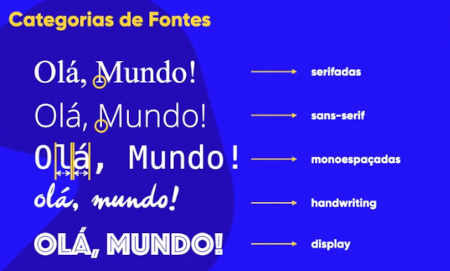 Categorias de Fontes
Olá, Mundo! serifadas
Olá, Mundo! sans-serif
Olá, Mundo! monoespaçadas
olá, mundo! handwriting
OLÁ, MUNDO! display